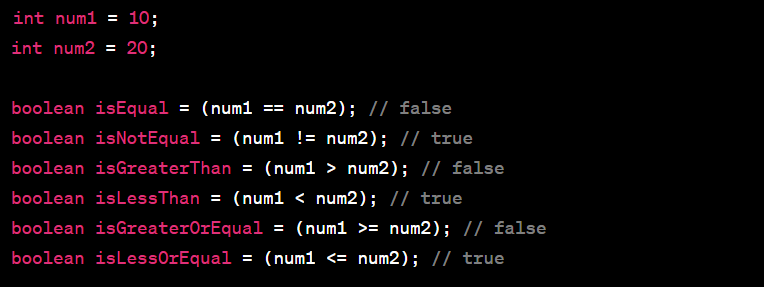 int num1 = 10;
int num2 = 20;
boolean isEqual = (num1 == num2); // false
boolean isNotEqual = (num1 != num2); // true
boolean isGreaterThan = (num1 > num2); // false
boolean isLessThan = (num1 < num2); // true
boolean isGreaterOrEqual = (num1 >= num2); // false
boolean isLessOrEqual = (num1 <= num2); // true